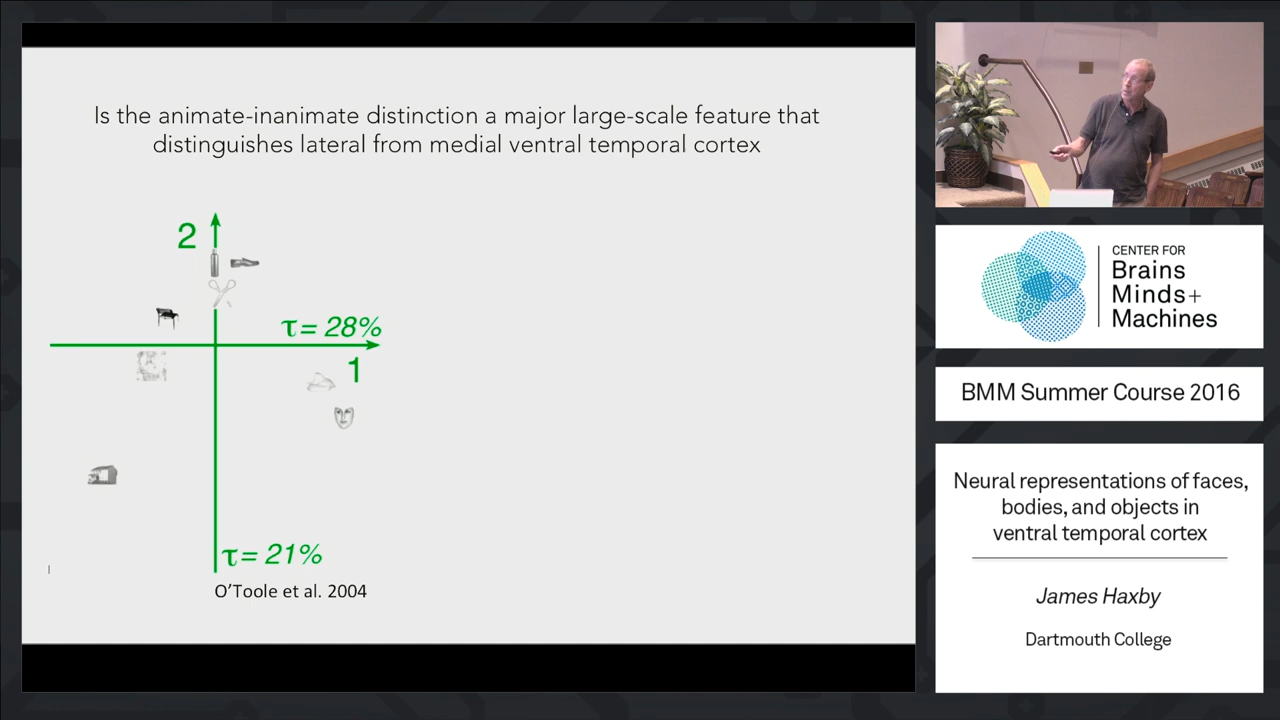 Is the animate-inanimate distinction a major large-scale feature that
distinguishes lateral from medial ventral temporal cortex
2
τ= 28%
1
τ= 21%
O'Toole et al. 2004
CENTER FOR
Brains
Minds+
Machines
BMM Summer Course 2016
Neural representations of faces,
bodies, and objects in
ventral temporal cortex
James Haxby
Dartmouth College